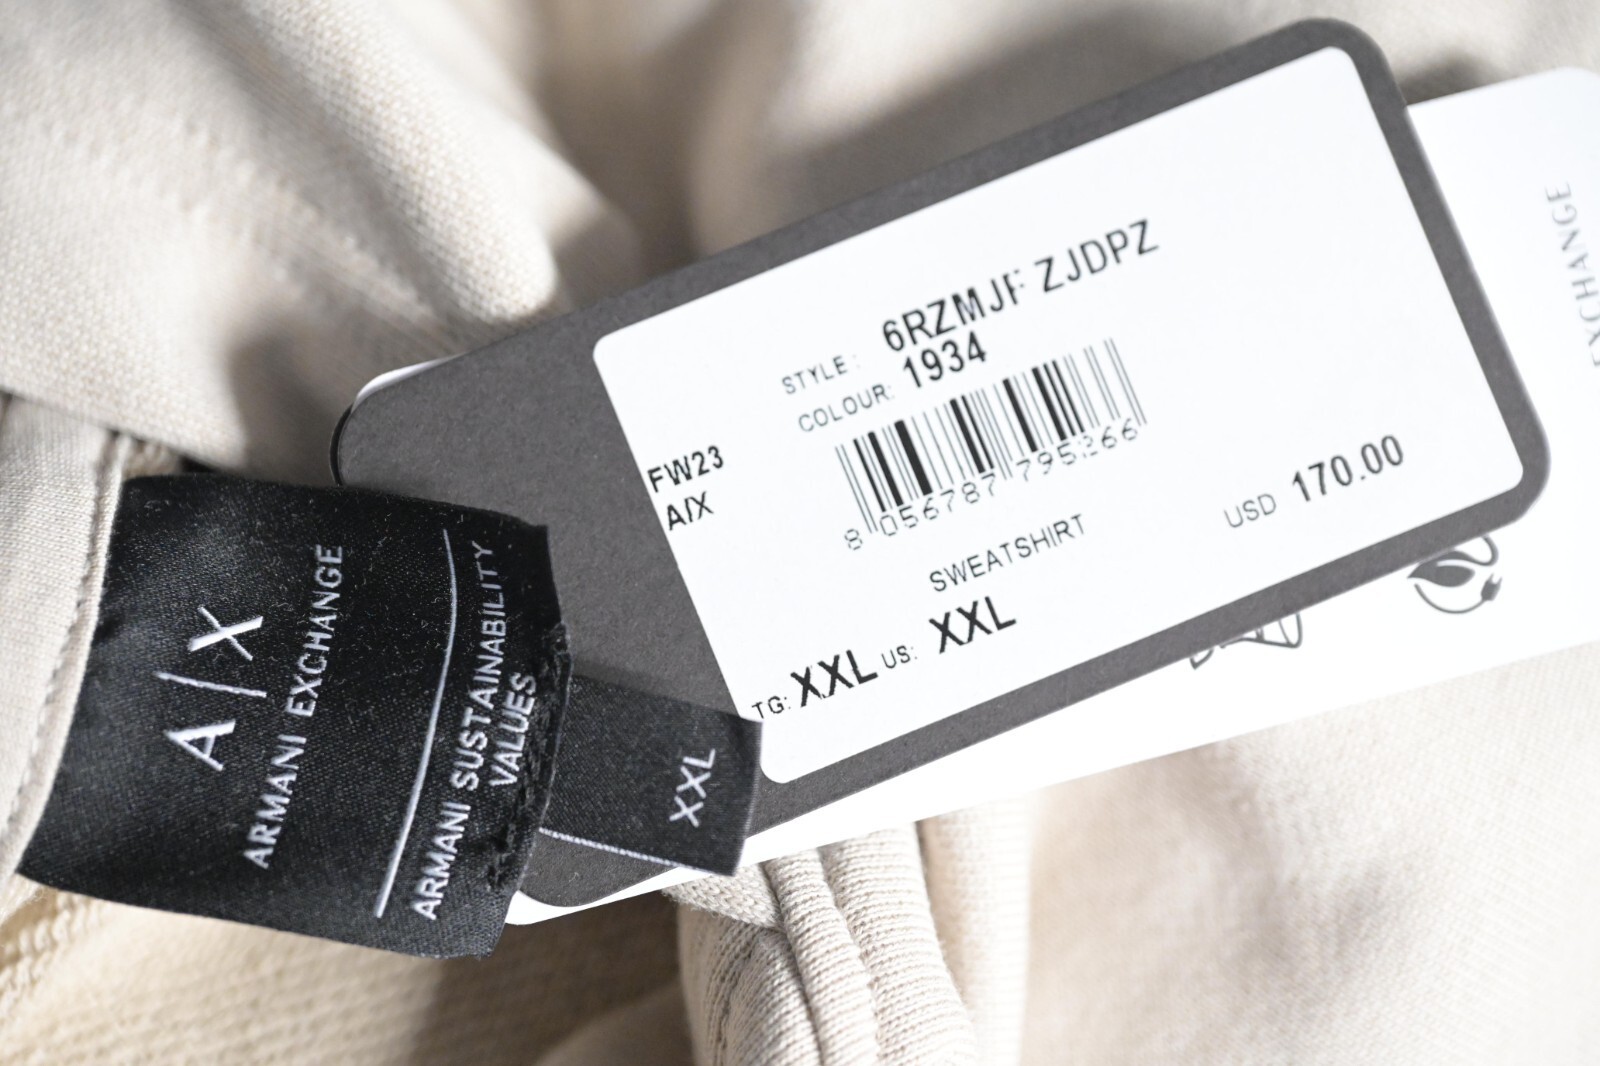 A|X
ARMANI EXCHANGE
ARMANI SUSTAINABILITY
VALUES
XXL
FW23
A/X
STYLE: 6RZMJF ZJDPZ
COLOUR: 1934
8 056787 795266
SWEATSHIRT
USD 170.00
TG: XXL US: XXL
EXCHANGE